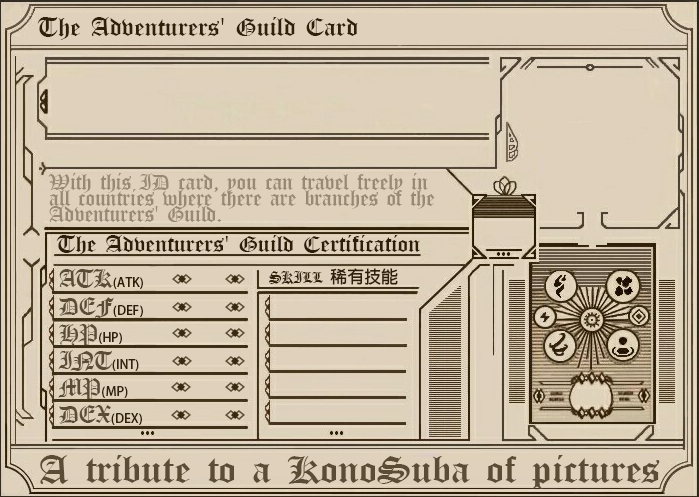 The Adventurers' Guild Card
With this ID card, you can travel freely in
all countries where there are branches of the
Adventurers' Guild.
The Adventurers' Guild Certification
ATK(ATK)
DEF(DEF)
HP(HP)
INT(INT)
MP(MP)
DEX(DEX)
SKILL 稀有技能
A tribute to a KonoSuba of pictures